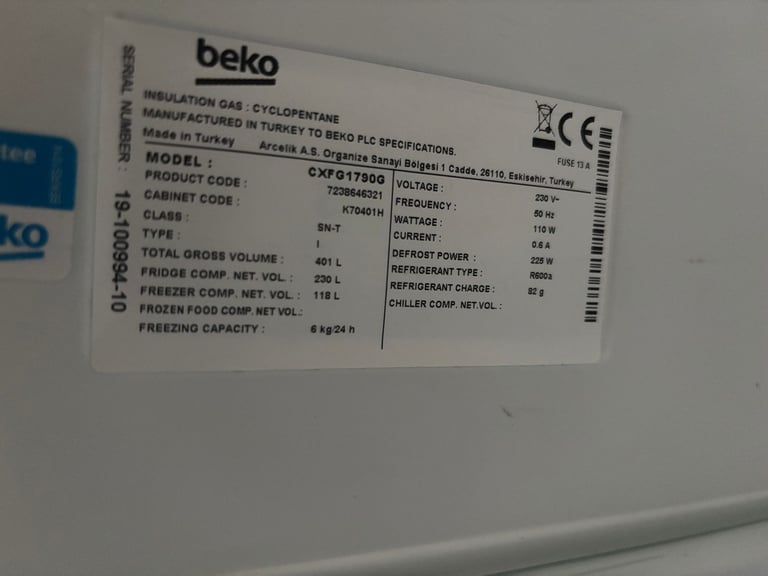 beko
INSULATION GAS : CYCLOPENTANE
MANUFACTURED IN TURKEY TO BEKO PLC SPECIFICATIONS.
Made in Turkey Arcelik A.S. Organize Sanayi Bölgesi 1 Cadde, 26110, Eskisehir, Turkey
CE
FUSE 13 A
MODEL : CXFG1790G
PRODUCT CODE : 7238646321
CABINET CODE : K70401H
CLASS : SN-T
TYPE : I
TOTAL GROSS VOLUME : 401 L
FRIDGE COMP. NET. VOL. : 230 L
FREEZER COMP. NET. VOL. : 118 L
FROZEN FOOD COMP. NET VOL.:
FREEZING CAPACITY : 6 kg/24 h
VOLTAGE : 230 V~
FREQUENCY : 50 Hz
WATTAGE : 110 W
CURRENT : 0.6 A
DEFROST POWER : 225 W
REFRIGERANT TYPE : R600a
REFRIGERANT CHARGE : 82 g
CHILLER COMP. NET.VOL. :
SERIAL NUMBER : 19-100994-10
tee
ko